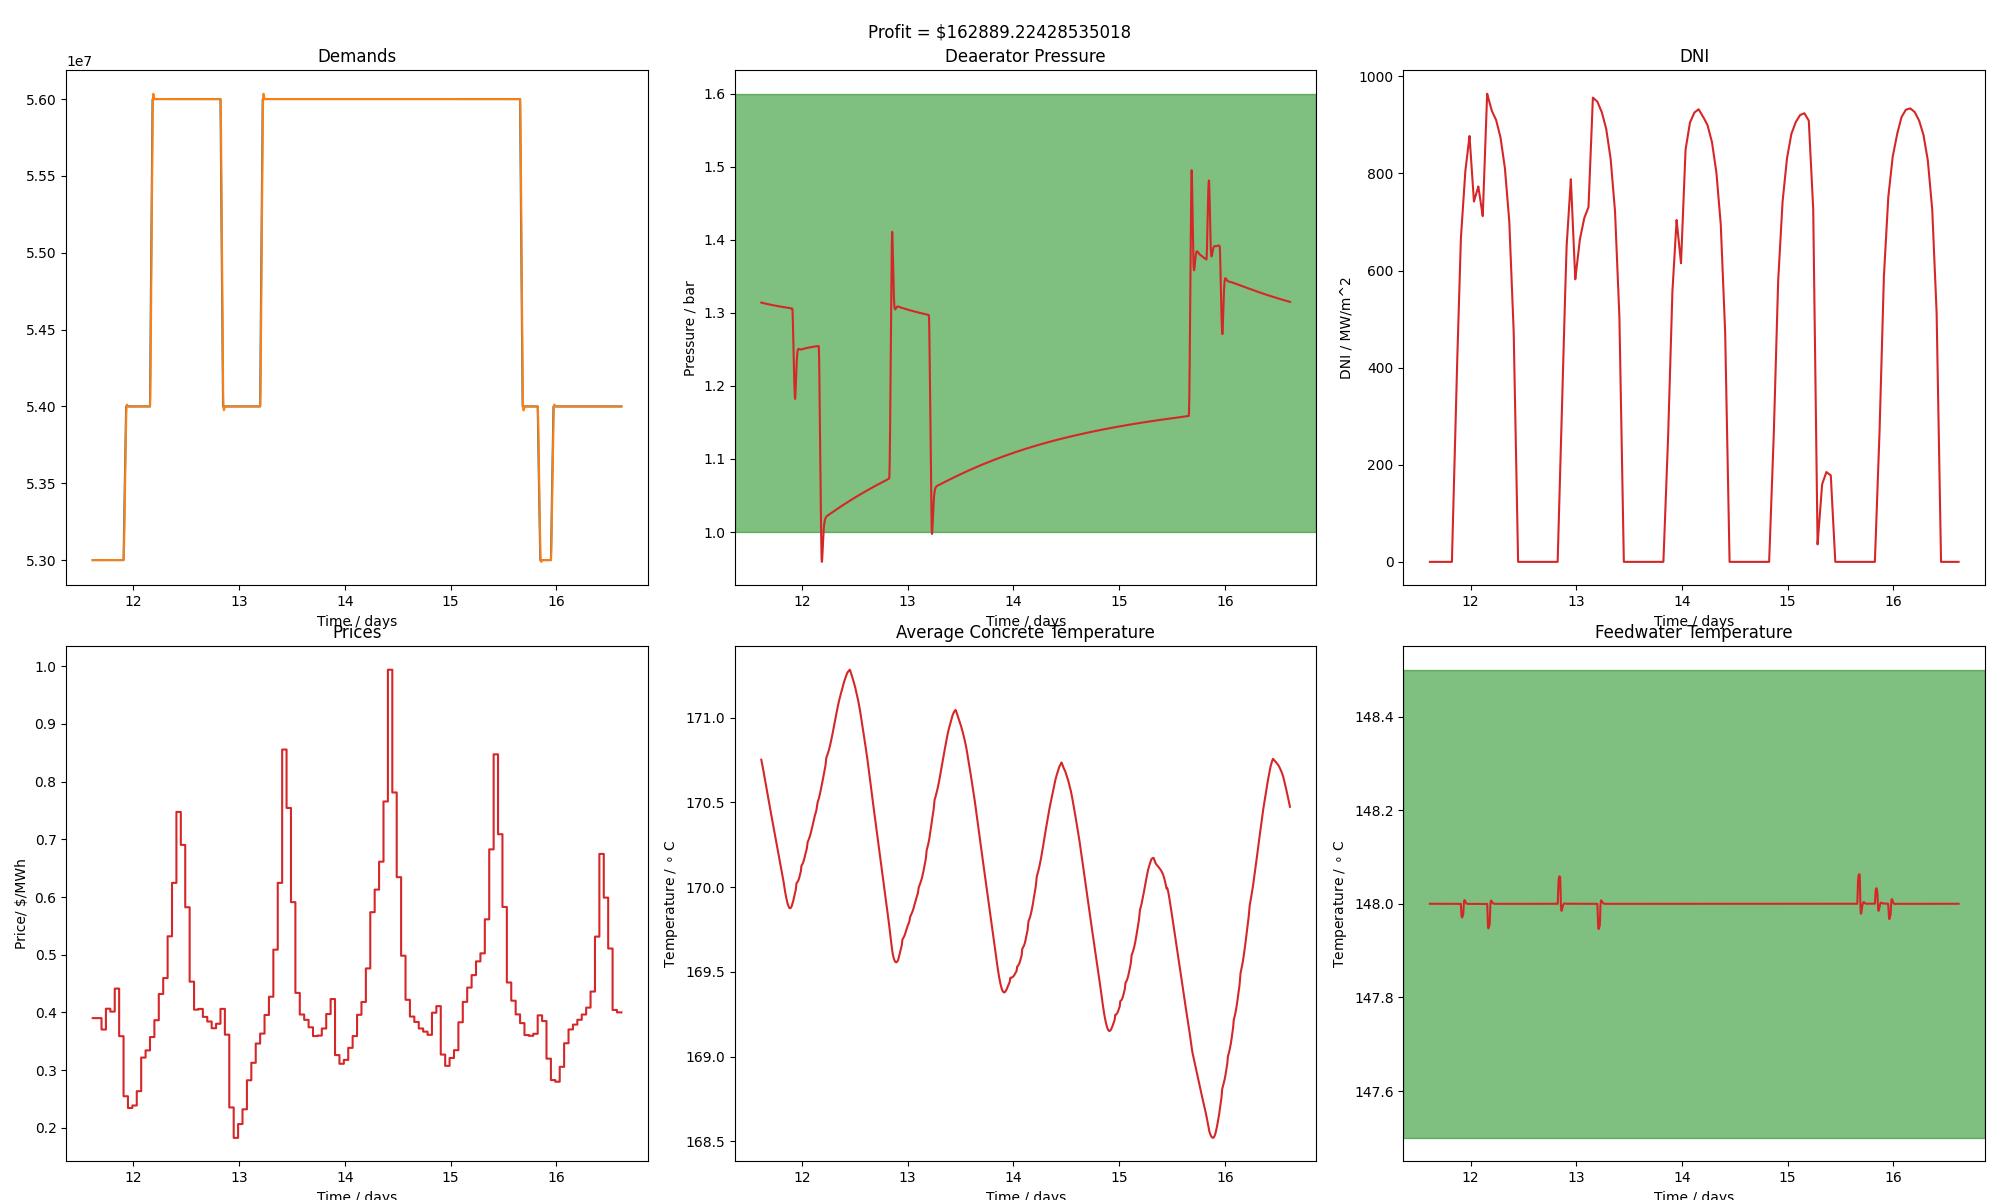 Profit = $162889.22428535018
Demands
1e7
5.60
5.55
5.50
5.45
5.40
5.35
5.30
12 13 14 15 16
Time / days
Deaerator Pressure
Pressure / bar
1.6
1.5
1.4
1.3
1.2
1.1
1.0
12 13 14 15 16
Time / days
DNI
DNI / MW/m^2
1000
800
600
400
200
0
12 13 14 15 16
Time / days
Prices
Price/ $/MWh
1.0
0.9
0.8
0.7
0.6
0.5
0.4
0.3
0.2
12 13 14 15 16
Time / days
Average Concrete Temperature
Temperature / ∘ C
171.0
170.5
170.0
169.5
169.0
168.5
12 13 14 15 16
Time / days
Feedwater Temperature
Temperature / ∘ C
148.4
148.2
148.0
147.8
147.6
12 13 14 15 16
Time / days